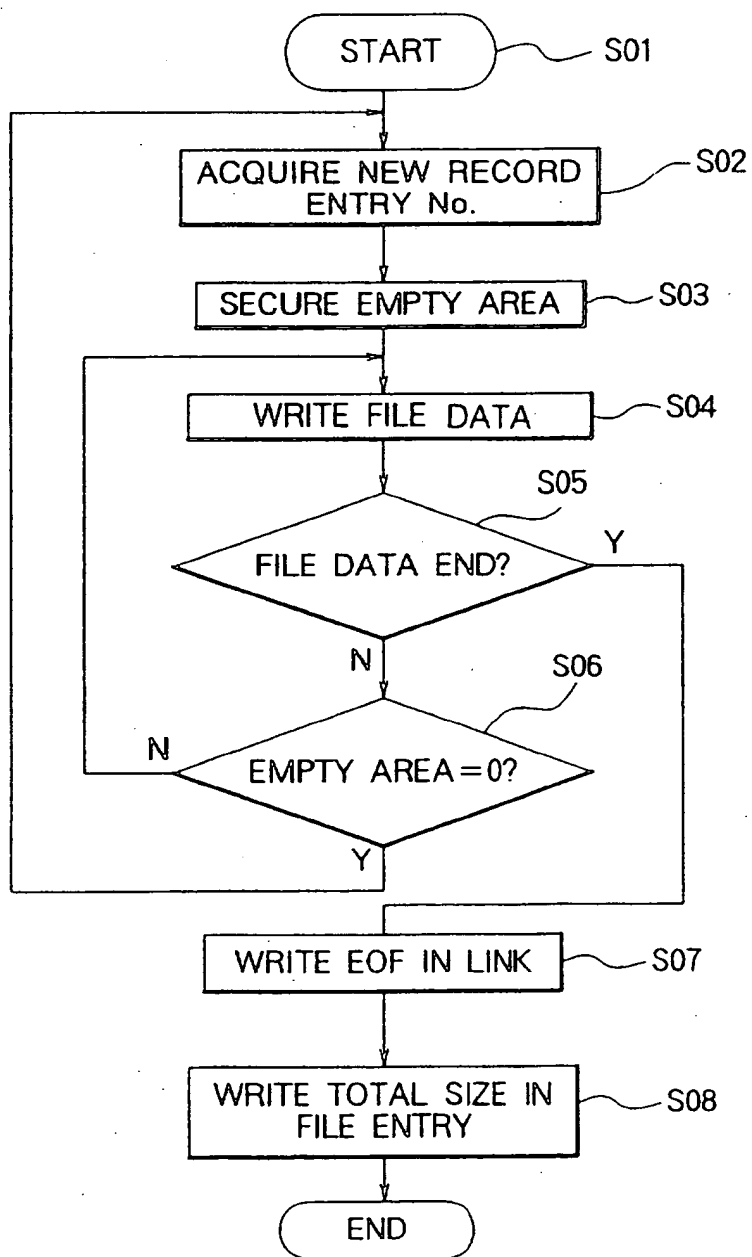 START
S01
ACQUIRE NEW RECORD
ENTRY No.
S02
SECURE EMPTY AREA
S03
WRITE FILE DATA
S04
S05
FILE DATA END?
Y
N
S06
EMPTY AREA=0?
N
Y
WRITE EOF IN LINK
S07
WRITE TOTAL SIZE IN
FILE ENTRY
S08
END